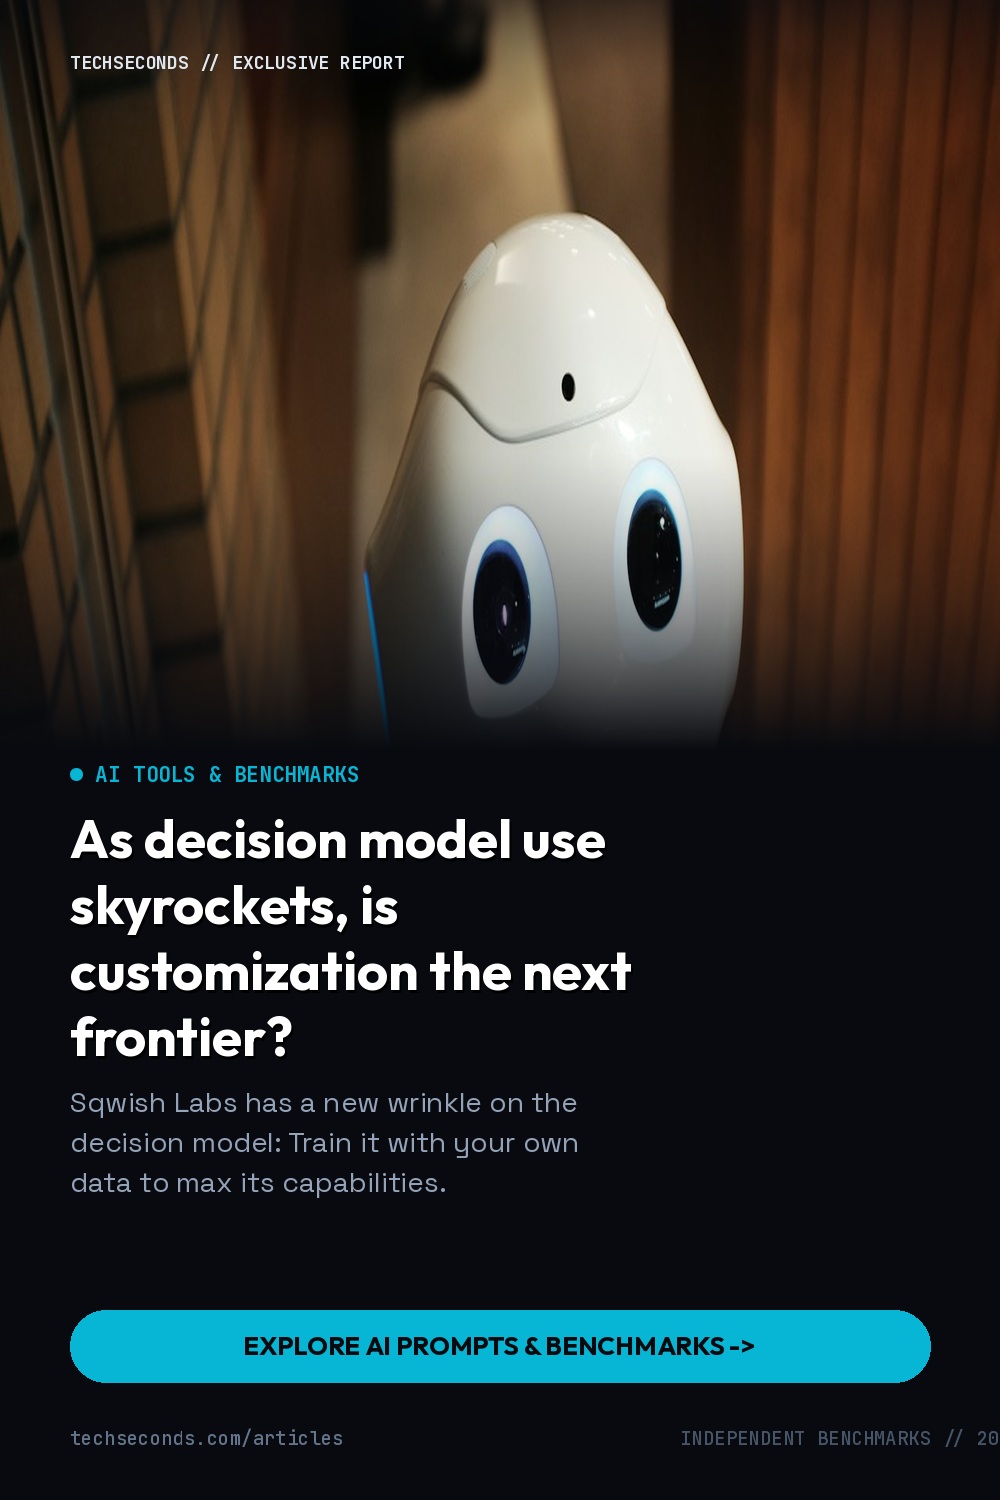 TECHSECONDS // EXCLUSIVE REPORT
AI TOOLS & BENCHMARKS
As decision model use
skyrockets, is
customization the next
frontier?
Sqwish Labs has a new wrinkle on the
decision model: Train it with your own
data to max its capabilities.
EXPLORE AI PROMPTS & BENCHMARKS ->
techseconds.com/articles
INDEPENDENT BENCHMARKS // 20